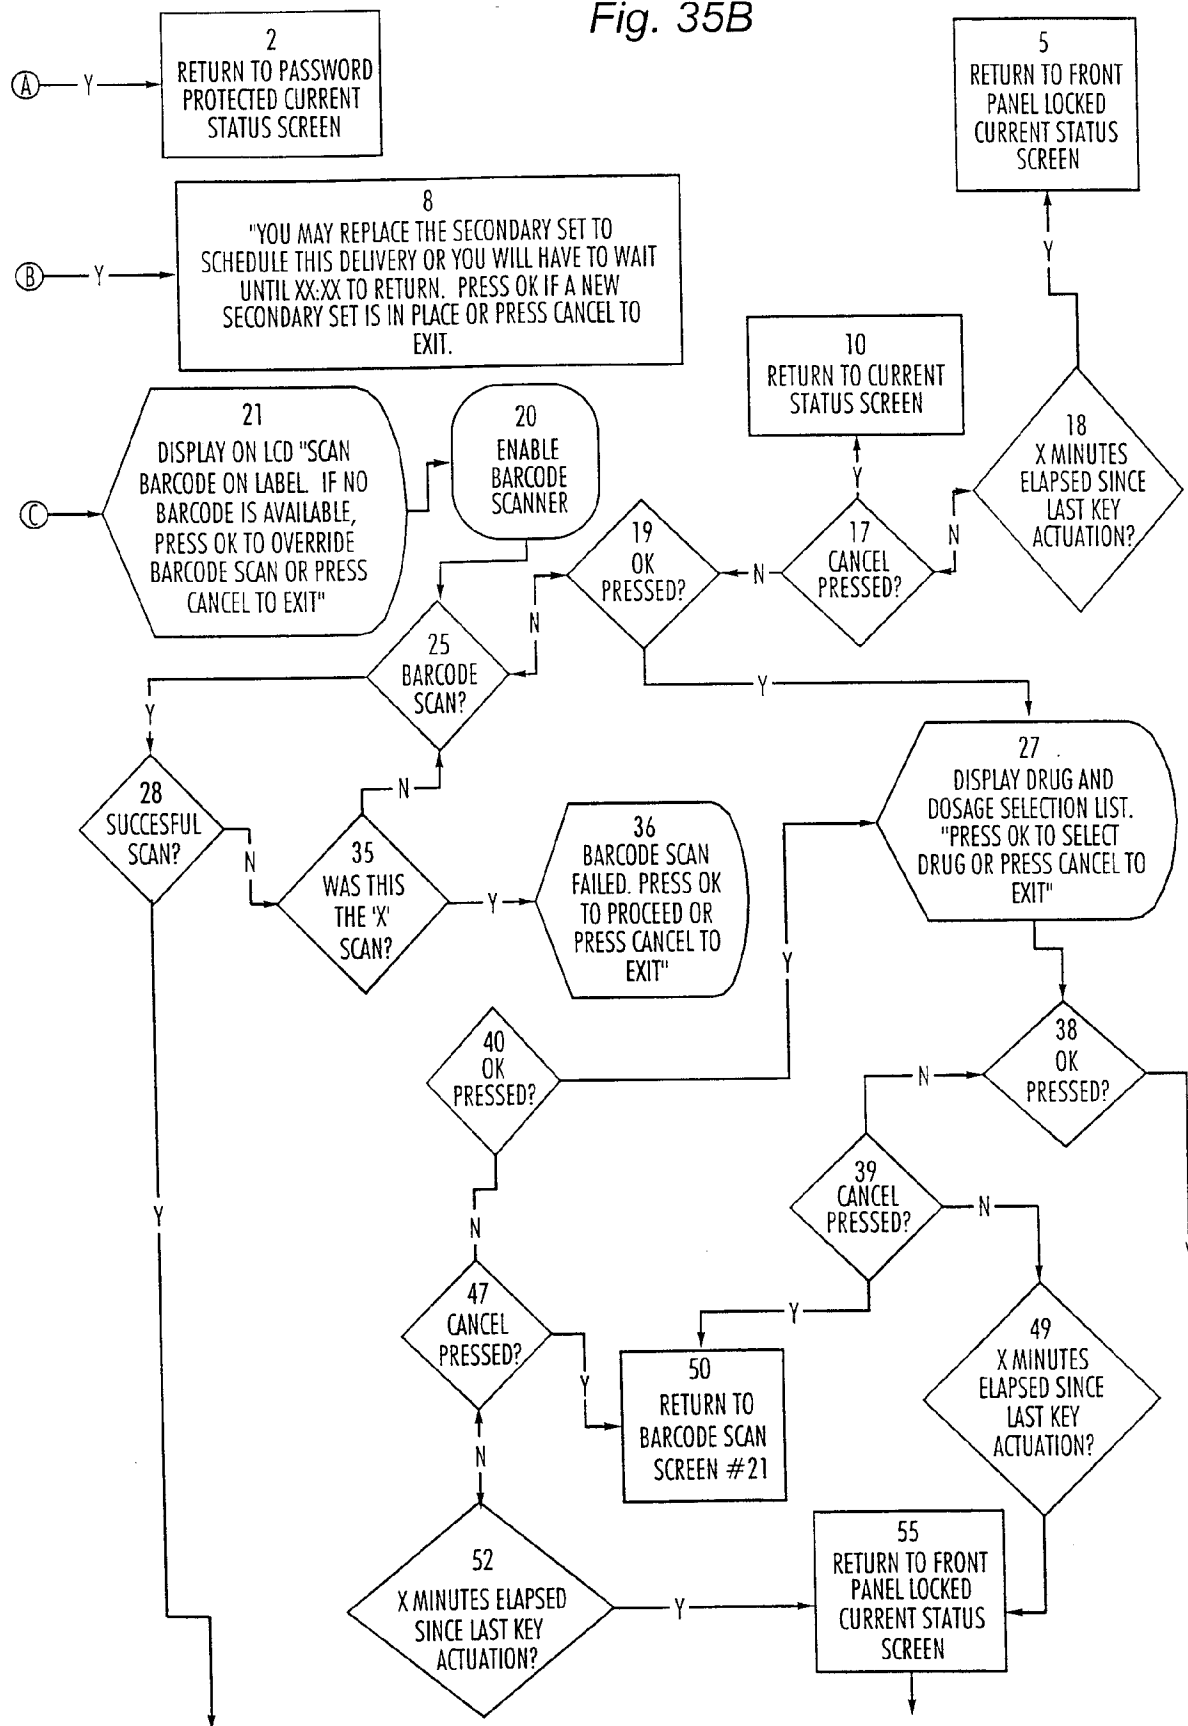 Fig. 35B
2
RETURN TO PASSWORD
PROTECTED CURRENT
STATUS SCREEN
A
Y
5
RETURN TO FRONT
PANEL LOCKED
CURRENT STATUS
SCREEN
Y
8
"YOU MAY REPLACE THE SECONDARY SET TO
SCHEDULE THIS DELIVERY OR YOU WILL HAVE TO WAIT
UNTIL XX:XX TO RETURN. PRESS OK IF A NEW
SECONDARY SET IS IN PLACE OR PRESS CANCEL TO
EXIT.
B
Y
10
RETURN TO CURRENT
STATUS SCREEN
Y
C
21
DISPLAY ON LCD "SCAN
BARCODE ON LABEL. IF NO
BARCODE IS AVAILABLE,
PRESS OK TO OVERRIDE
BARCODE SCAN OR PRESS
CANCEL TO EXIT"
20
ENABLE
BARCODE
SCANNER
19
OK
PRESSED?
N
17
CANCEL
PRESSED?
N
18
X MINUTES
ELAPSED SINCE
LAST KEY
ACTUATION?
N
25
BARCODE
SCAN?
Y
Y
27
DISPLAY DRUG AND
DOSAGE SELECTION LIST.
"PRESS OK TO SELECT
DRUG OR PRESS CANCEL TO
EXIT"
28
SUCCESFUL
SCAN?
N
N
35
WAS THIS
THE 'X'
SCAN?
Y
36
BARCODE SCAN
FAILED. PRESS OK
TO PROCEED OR
PRESS CANCEL TO
EXIT"
Y
40
OK
PRESSED?
38
OK
PRESSED?
N
39
CANCEL
PRESSED?
N
Y
Y
N
47
CANCEL
PRESSED?
Y
50
RETURN TO
BARCODE SCAN
SCREEN #21
49
X MINUTES
ELAPSED SINCE
LAST KEY
ACTUATION?
N
52
X MINUTES ELAPSED
SINCE LAST KEY
ACTUATION?
Y
55
RETURN TO FRONT
PANEL LOCKED
CURRENT STATUS
SCREEN